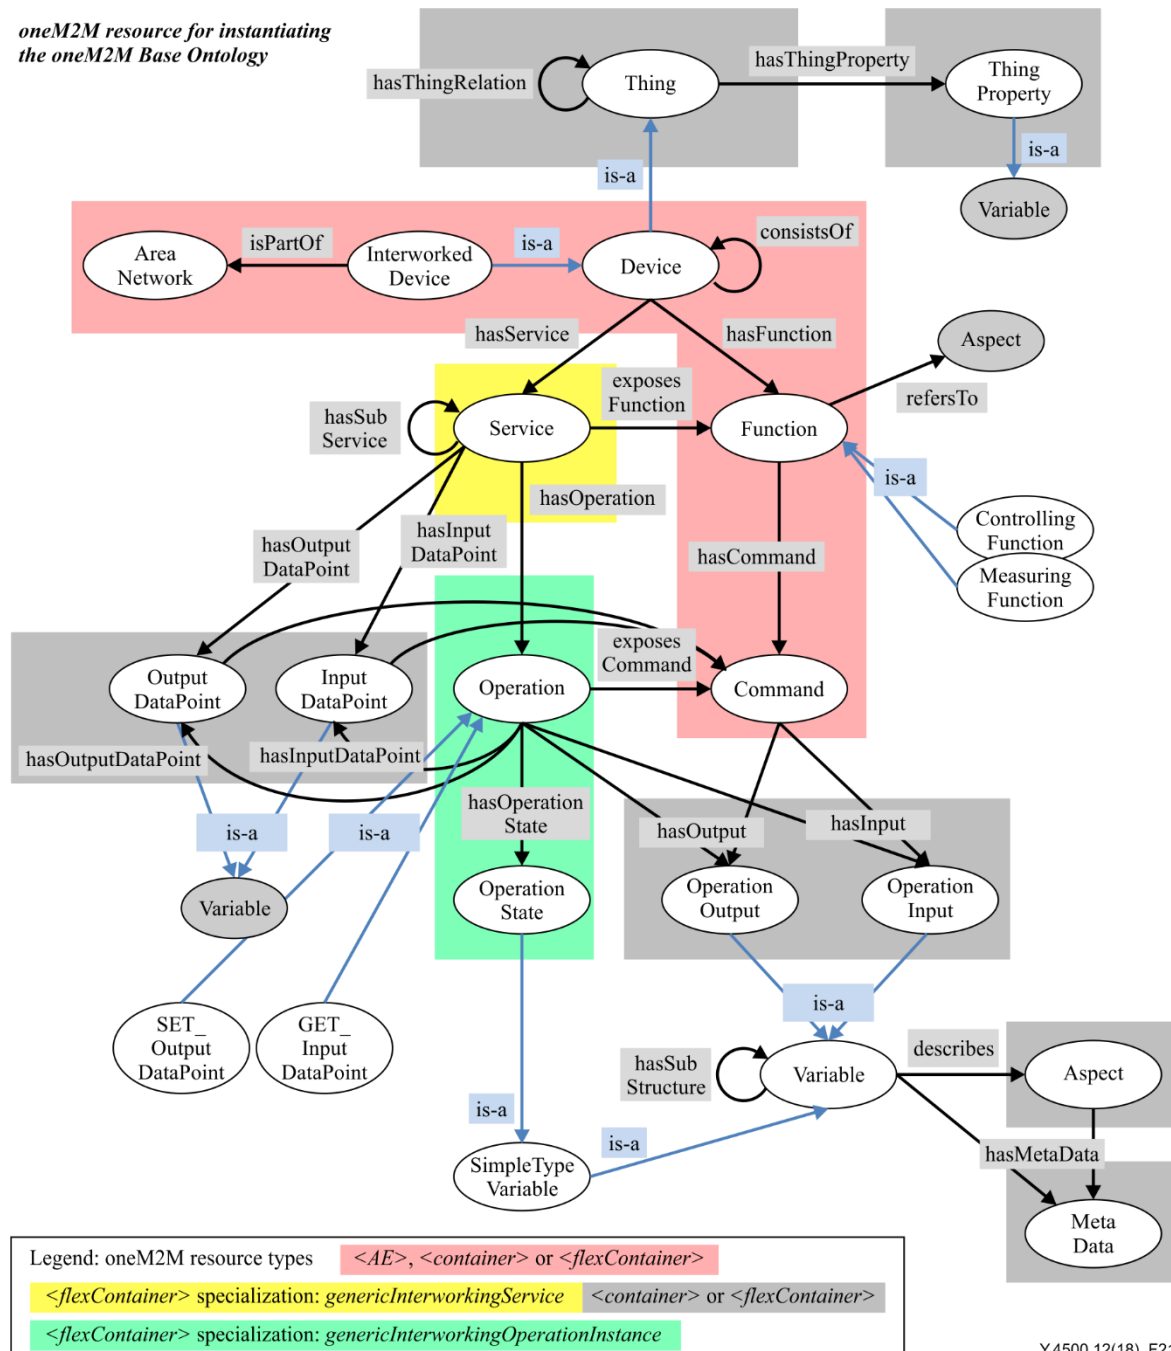 oneM2M resource for instantiating
the oneM2M Base Ontology
hasThingRelation
Thing
hasThingProperty
Thing
Property
is-a
is-a
Variable
Area
Network
isPartOf
Interworked
Device
is-a
Device
consistsOf
hasService
hasFunction
Aspect
refersTo
hasSub
Service
Service
exposes
Function
Function
is-a
hasOperation
hasOutput
DataPoint
hasInput
DataPoint
hasCommand
Controlling
Function
Measuring
Function
Output
DataPoint
Input
DataPoint
Operation
exposes
Command
Command
hasOutputDataPoint
hasInputDataPoint
is-a
is-a
hasOperation
State
hasOutput
hasInput
Variable
Operation
State
Operation
Output
Operation
Input
SET_
Output
DataPoint
GET_
Input
DataPoint
is-a
hasSub
Structure
Variable
describes
Aspect
is-a
is-a
hasMetaData
SimpleType
Variable
Meta
Data
Legend: oneM2M resource types
<AE>, <container> or <flexContainer>
<flexContainer> specialization: genericInterworkingService
<container> or <flexContainer>
<flexContainer> specialization: genericInterworkingOperationInstance